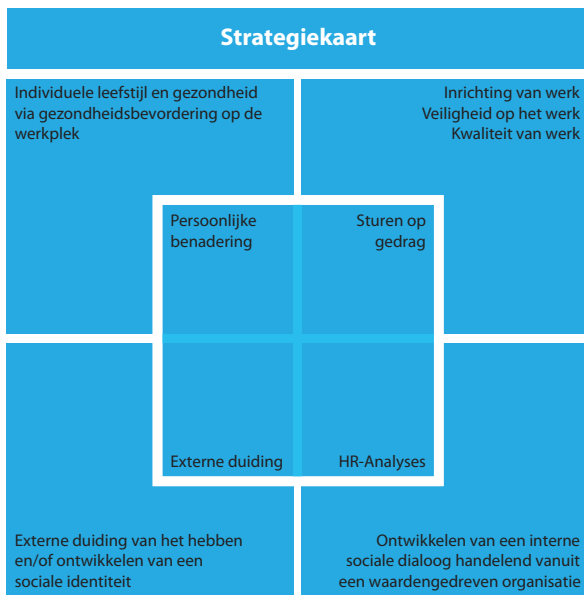 Strategiekaart
Individuele leefstijl en gezondheid
via gezondheidsbevordering op de
werkplek
Inrichting van werk
Veiligheid op het werk
Kwaliteit van werk
Persoonlijke
benadering
Sturen op
gedrag
Externe duiding
HR-Analyses
Externe duiding van het hebben
en/of ontwikkelen van een
sociale identiteit
Ontwikkelen van een interne
sociale dialoog handelend vanuit
een waardengedreven organisatie